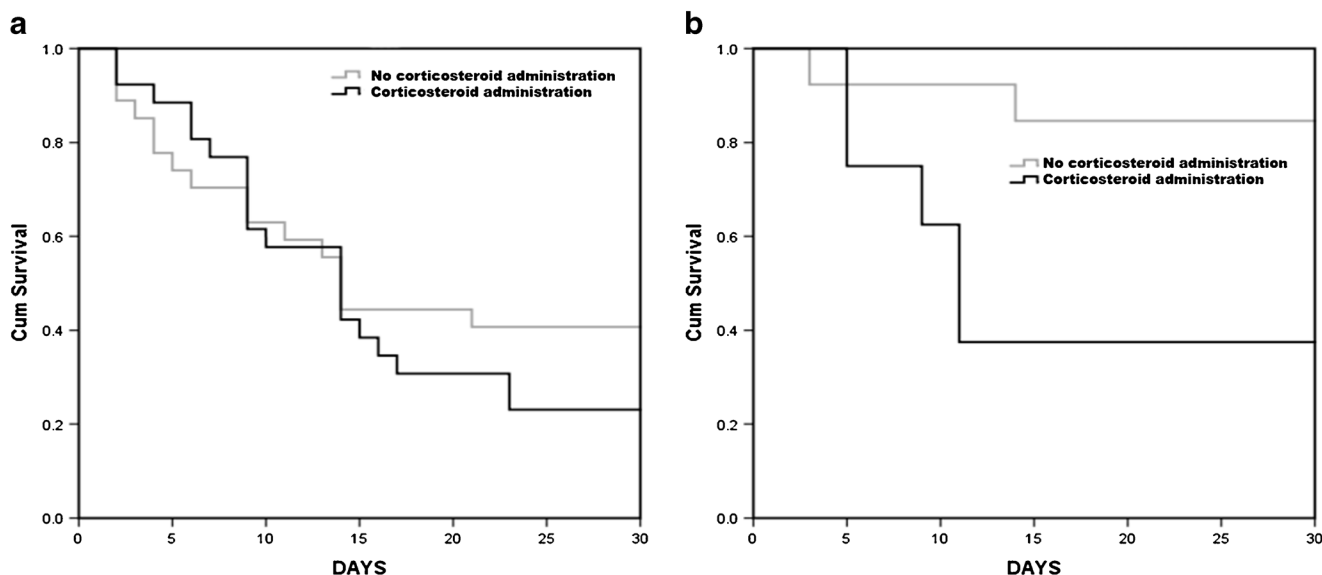 a
1.0
0.8
0.6
0.4
0.2
0.0
Cum Survival
No corticosteroid administration
Corticosteroid administration
0 5 10 15 20 25 30
DAYS
b
1.0
0.8
0.6
0.4
0.2
0.0
Cum Survival
No corticosteroid administration
Corticosteroid administration
0 5 10 15 20 25 30
DAYS